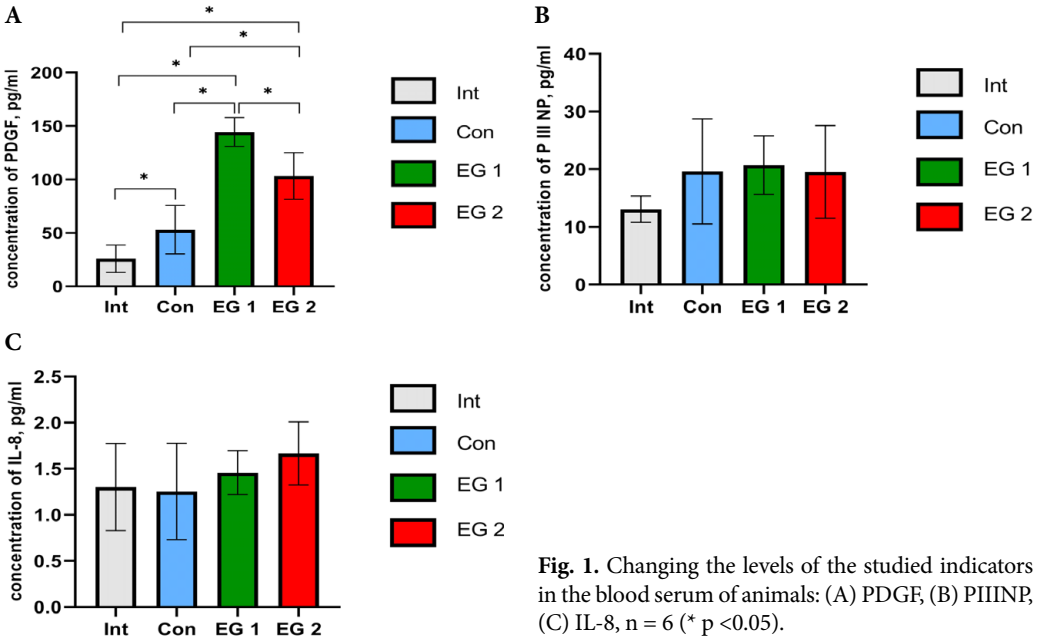 A
*
*
*
*
*
*
concentration of PDGF, pg/ml
200
150
100
50
0
Int
Con
EG 1
EG 2
Int
Con
EG 1
EG 2
B
concentration of P III NP, pg/ml
40
30
20
10
0
Int
Con
EG 1
EG 2
Int
Con
EG 1
EG 2
C
concentration of IL-8, pg/ml
2.5
2.0
1.5
1.0
0.5
0.0
Int
Con
EG 1
EG 2
Int
Con
EG 1
EG 2
Fig. 1. Changing the levels of the studied indicators
in the blood serum of animals: (A) PDGF, (B) PIIINP,
(C) IL-8, n = 6 (* p <0.05).